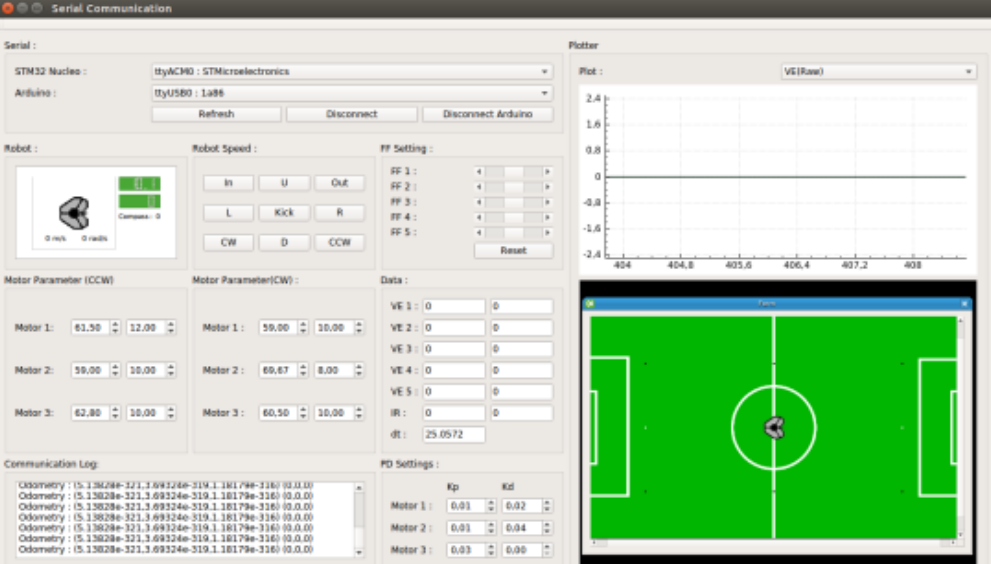 Serial Communication
Serial :
STM32 Nucleo :
ttyACM0 : STMicroelectronics
Arduino :
ttyUSB0 : 1a86
Refresh
Disconnect
Disconnect Arduino
Robot :
Compass : 0
0 m/s
0 rad/s
Robot Speed :
In
U
Out
L
Kick
R
CW
D
CCW
FF Setting :
FF 1 :
FF 2 :
FF 3 :
FF 4 :
FF 5 :
Reset
Motor Parameter (CCW)
Motor 1: 61,50 12,00
Motor 2: 59,00 10,00
Motor 3: 62,80 10,00
Motor Parameter(CW) :
Motor 1 : 59,00 10,00
Motor 2 : 69,67 8,00
Motor 3 : 60,50 10,00
Data :
VE 1 : 0 0
VE 2 : 0 0
VE 3 : 0 0
VE 4 : 0 0
VE 5 : 0 0
IR : 0 0
dt : 25.0572
Communication Log:
Odometry : (5.13828e-321,3.69324e-319,1.18179e-316) (0,0,0)
Odometry : (5.13828e-321,3.69324e-319,1.18179e-316) (0,0,0)
Odometry : (5.13828e-321,3.69324e-319,1.18179e-316) (0,0,0)
Odometry : (5.13828e-321,3.69324e-319,1.18179e-316) (0,0,0)
Odometry : (5.13828e-321,3.69324e-319,1.18179e-316) (0,0,0)
Odometry : (5.13828e-321,3.69324e-319,1.18179e-316) (0,0,0)
Odometry : (5.13828e-321,3.69324e-319,1.18179e-316) (0,0,0)
PD Settings :
Kp Kd
Motor 1 : 0,01 0,02
Motor 2 : 0,01 0,04
Motor 3 : 0,03 0,00
Plotter
Plot :
VE(Raw)
2.4
1.6
0.8
0
-0.8
-1.6
-2.4
404 404.8 405.6 406.4 407.2 408